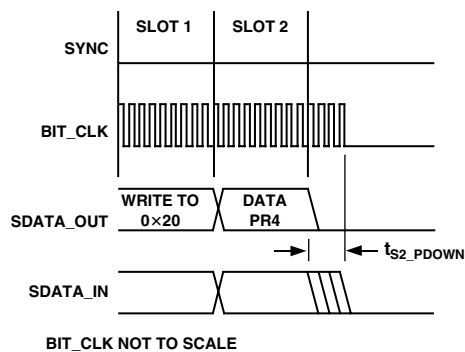 SLOT 1 SLOT 2
SYNC
BIT_CLK
WRITE TO
0×20
DATA
PR4
SDATA_OUT
tS2_PDOWN
SDATA_IN
BIT_CLK NOT TO SCALE